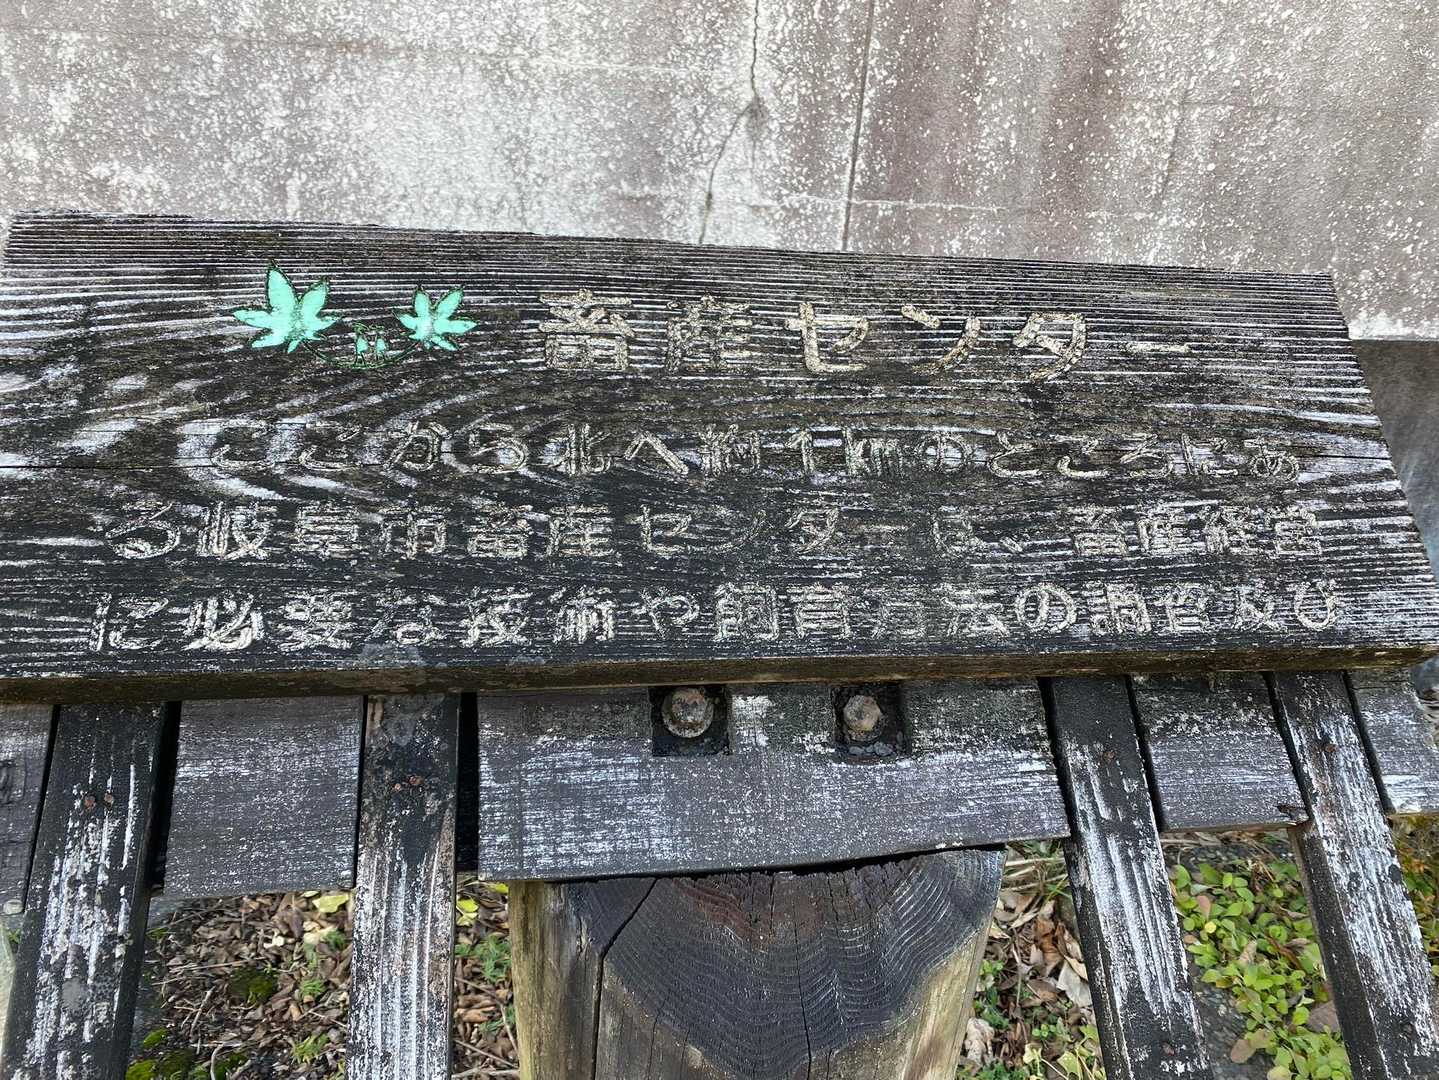 畜産センター
ここから北へ約1kmのところにあ
る岐阜市畜産センターは、畜産経営
に必要な技術や飼育方法の調査及び